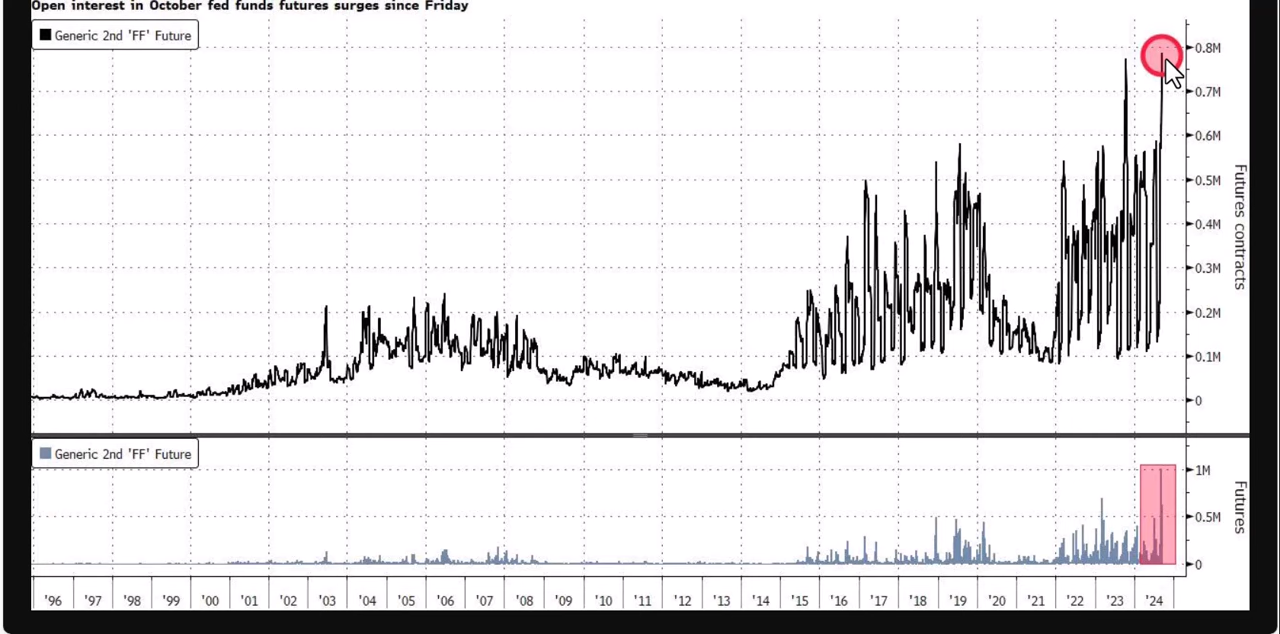 Open interest in October fed funds futures surges since Friday
Generic 2nd 'FF' Future
0.8M
0.7M
0.6M
0.5M
0.4M
0.3M
0.2M
0.1M
0
Futures contracts
Generic 2nd 'FF' Future
1M
0.5M
0
Futures
'96 '97 '98 '99 '00 '01 '02 '03 '04 '05 '06 '07 '08 '09 '10 '11 '12 '13 '14 '15 '16 '17 '18 '19 '20 '21 '22 '23 '24